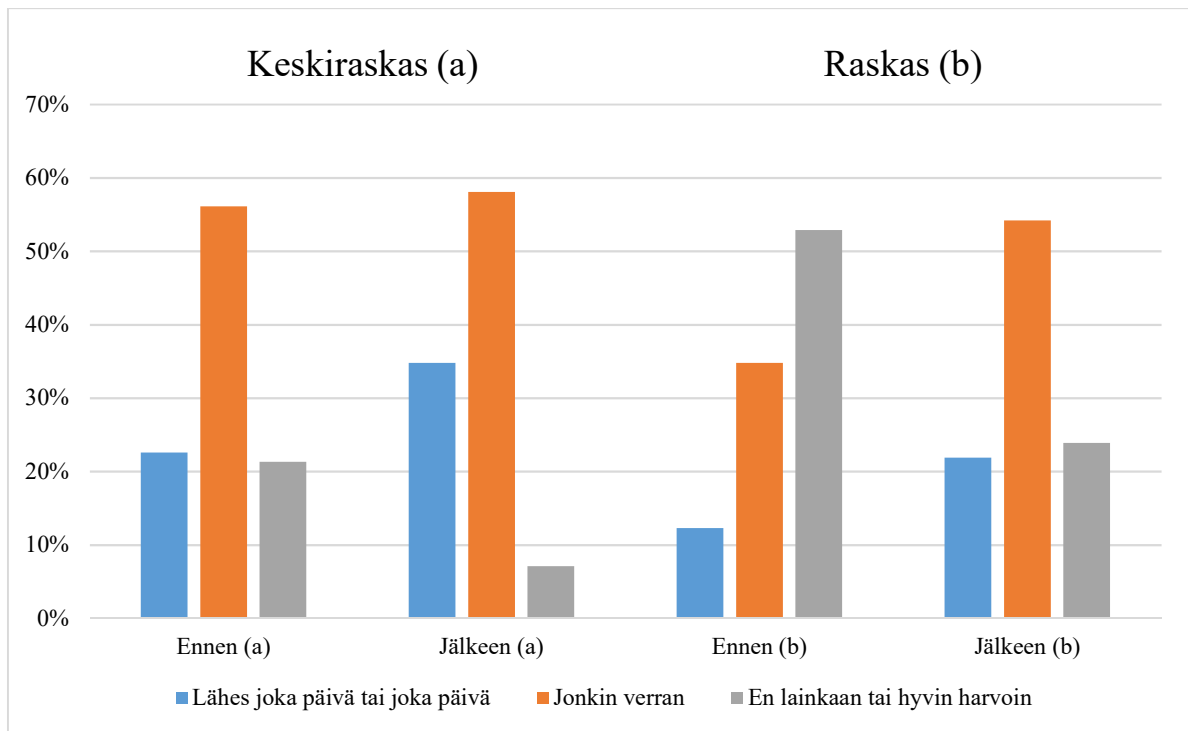 Keskiraskas (a) Raskas (b)
70%
60%
50%
40%
30%
20%
10%
0%
Ennen (a) Jälkeen (a) Ennen (b) Jälkeen (b)
Lähes joka päivä tai joka päivä Jonkin verran En lainkaan tai hyvin harvoin